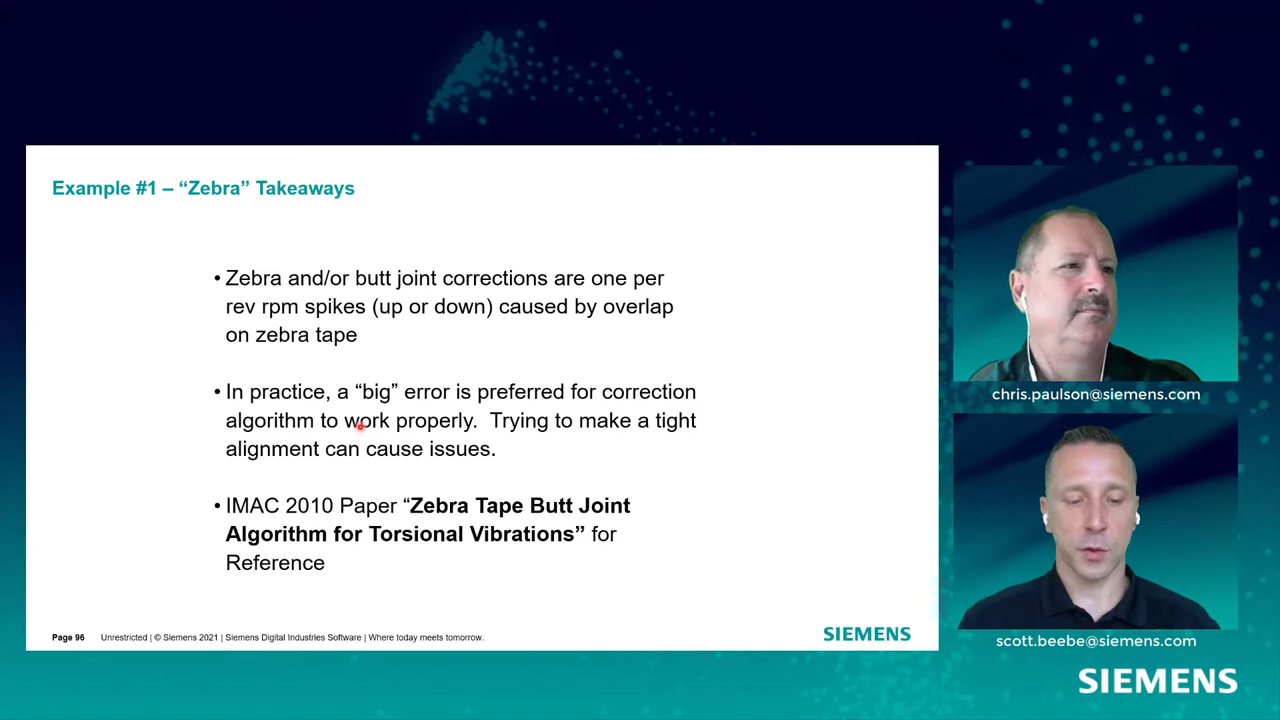 Example #1 – “Zebra” Takeaways
• Zebra and/or butt joint corrections are one per
rev rpm spikes (up or down) caused by overlap
on zebra tape
• In practice, a “big” error is preferred for correction
algorithm to work properly.  Trying to make a tight
alignment can cause issues.
• IMAC 2010 Paper “Zebra Tape Butt Joint
Algorithm for Torsional Vibrations” for
Reference
Page 96 Unrestricted | © Siemens 2021 | Siemens Digital Industries Software | Where today meets tomorrow.
SIEMENS
chris.paulson@siemens.com
scott.beebe@siemens.com
SIEMENS